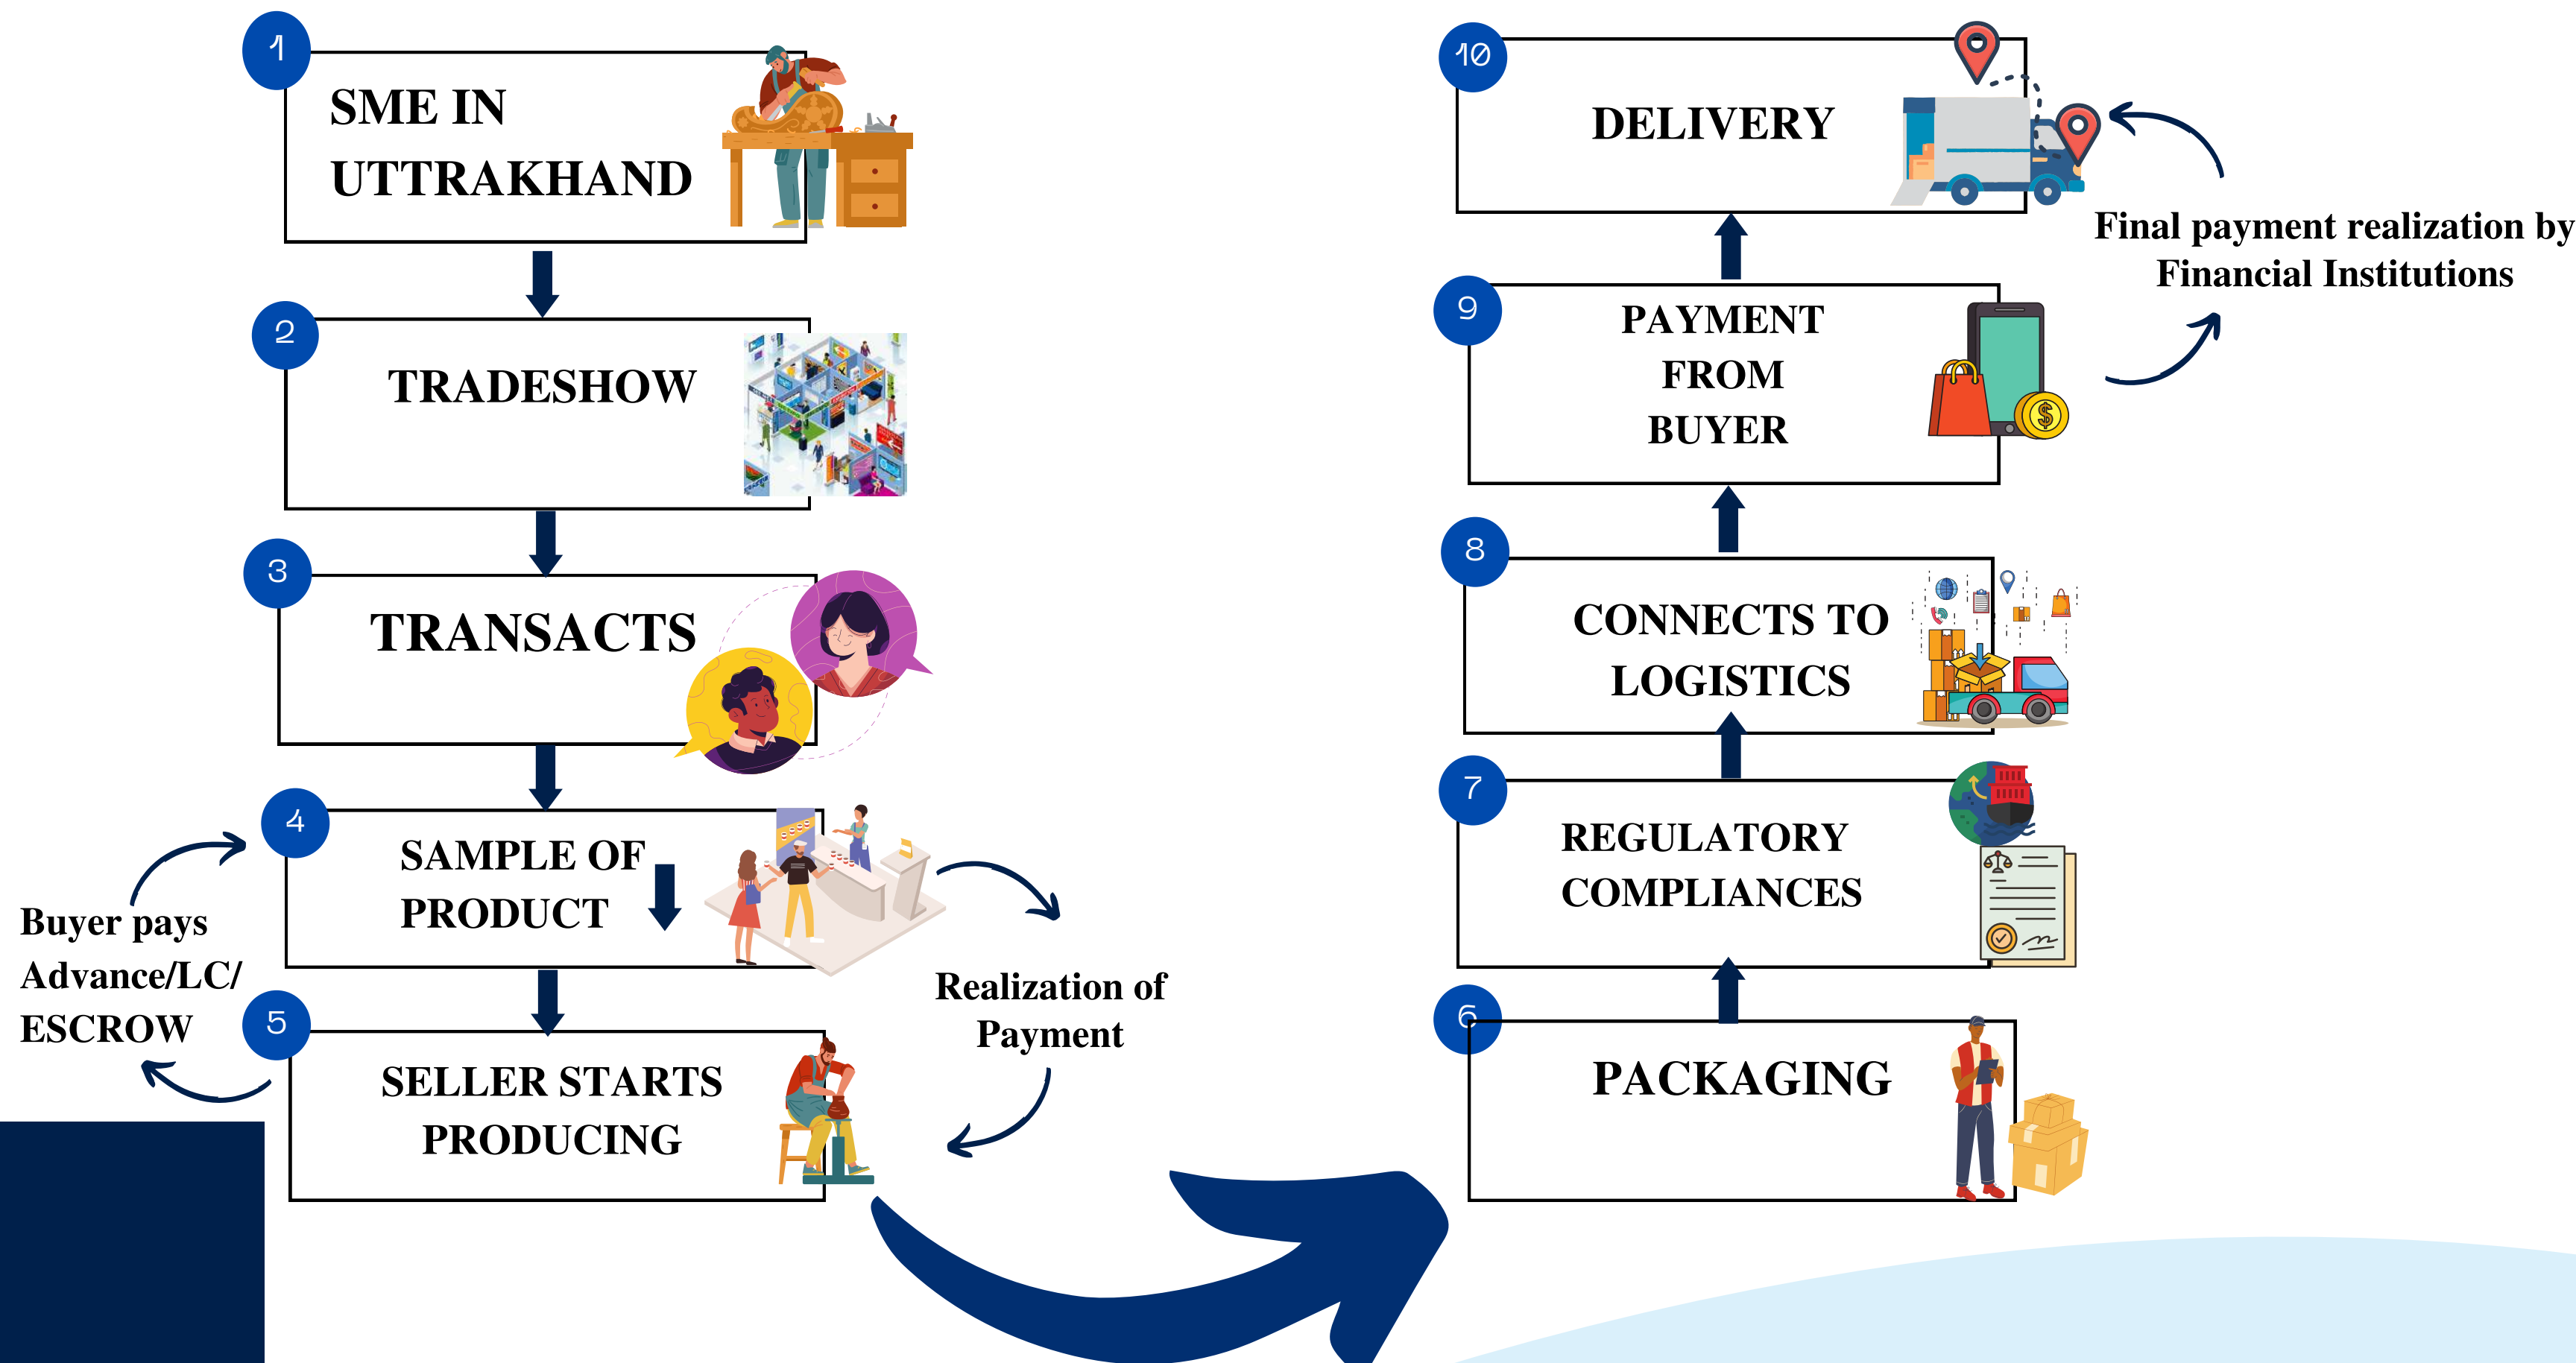 1
SME IN
UTTRAKHAND
2
TRADESHOW
3
TRANSACTS
4
SAMPLE OF
PRODUCT
Buyer pays
Advance/LC/
ESCROW
Realization of
Payment
5
SELLER STARTS
PRODUCING
6
PACKAGING
7
REGULATORY
COMPLIANCES
8
CONNECTS TO
LOGISTICS
9
PAYMENT
FROM
BUYER
Final payment realization by
Financial Institutions
10
DELIVERY